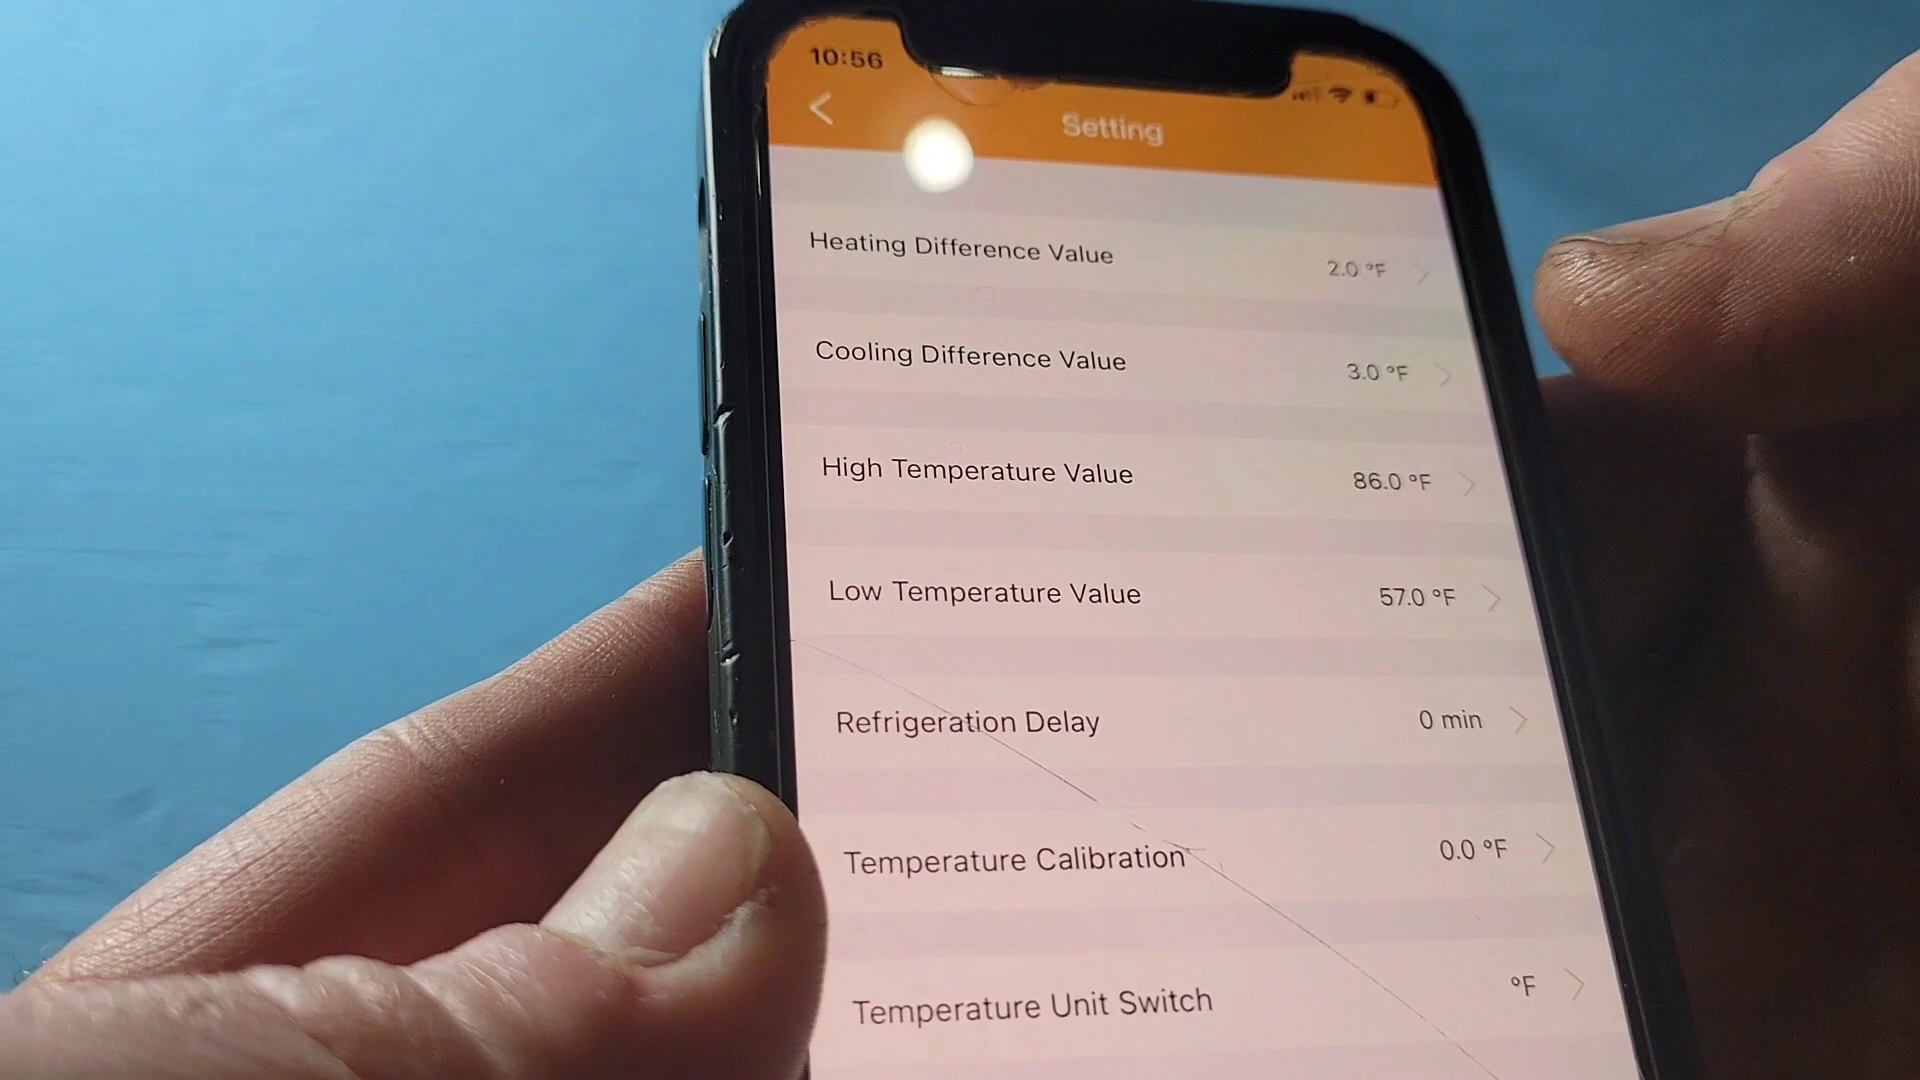 10:56
Setting
Heating Difference Value 2.0 °F
Cooling Difference Value 3.0 °F
High Temperature Value 86.0 °F
Low Temperature Value 57.0 °F
Refrigeration Delay 0 min
Temperature Calibration 0.0 °F
Temperature Unit Switch °F